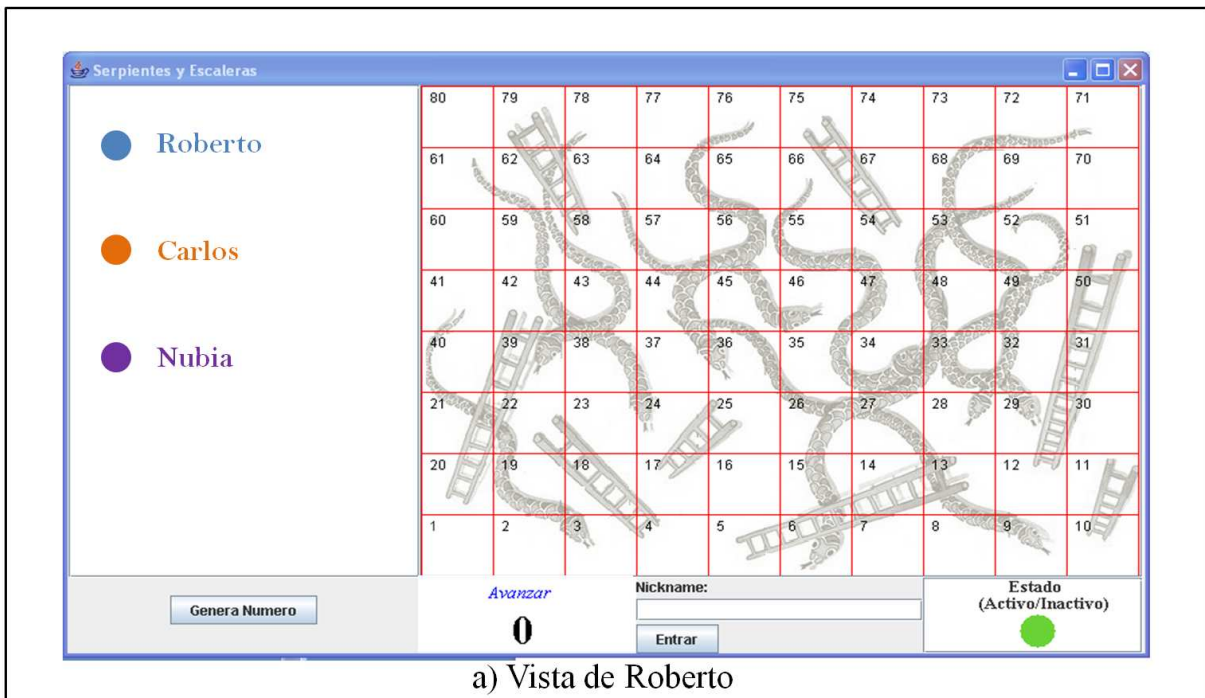 Serpientes y Escaleras
Roberto
Carlos
Nubia
80 79 78 77 76 75 74 73 72 71
61 62 63 64 65 66 67 68 69 70
60 59 58 57 56 55 54 53 52 51
41 42 43 44 45 46 47 48 49 50
40 39 38 37 36 35 34 33 32 31
21 22 23 24 25 26 27 28 29 30
20 19 18 17 16 15 14 13 12 11
1 2 3 4 5 6 7 8 9 10
Genera Numero
Avanzar
0
Nickname:
Entrar
Estado
(Activo/Inactivo)
a) Vista de Roberto